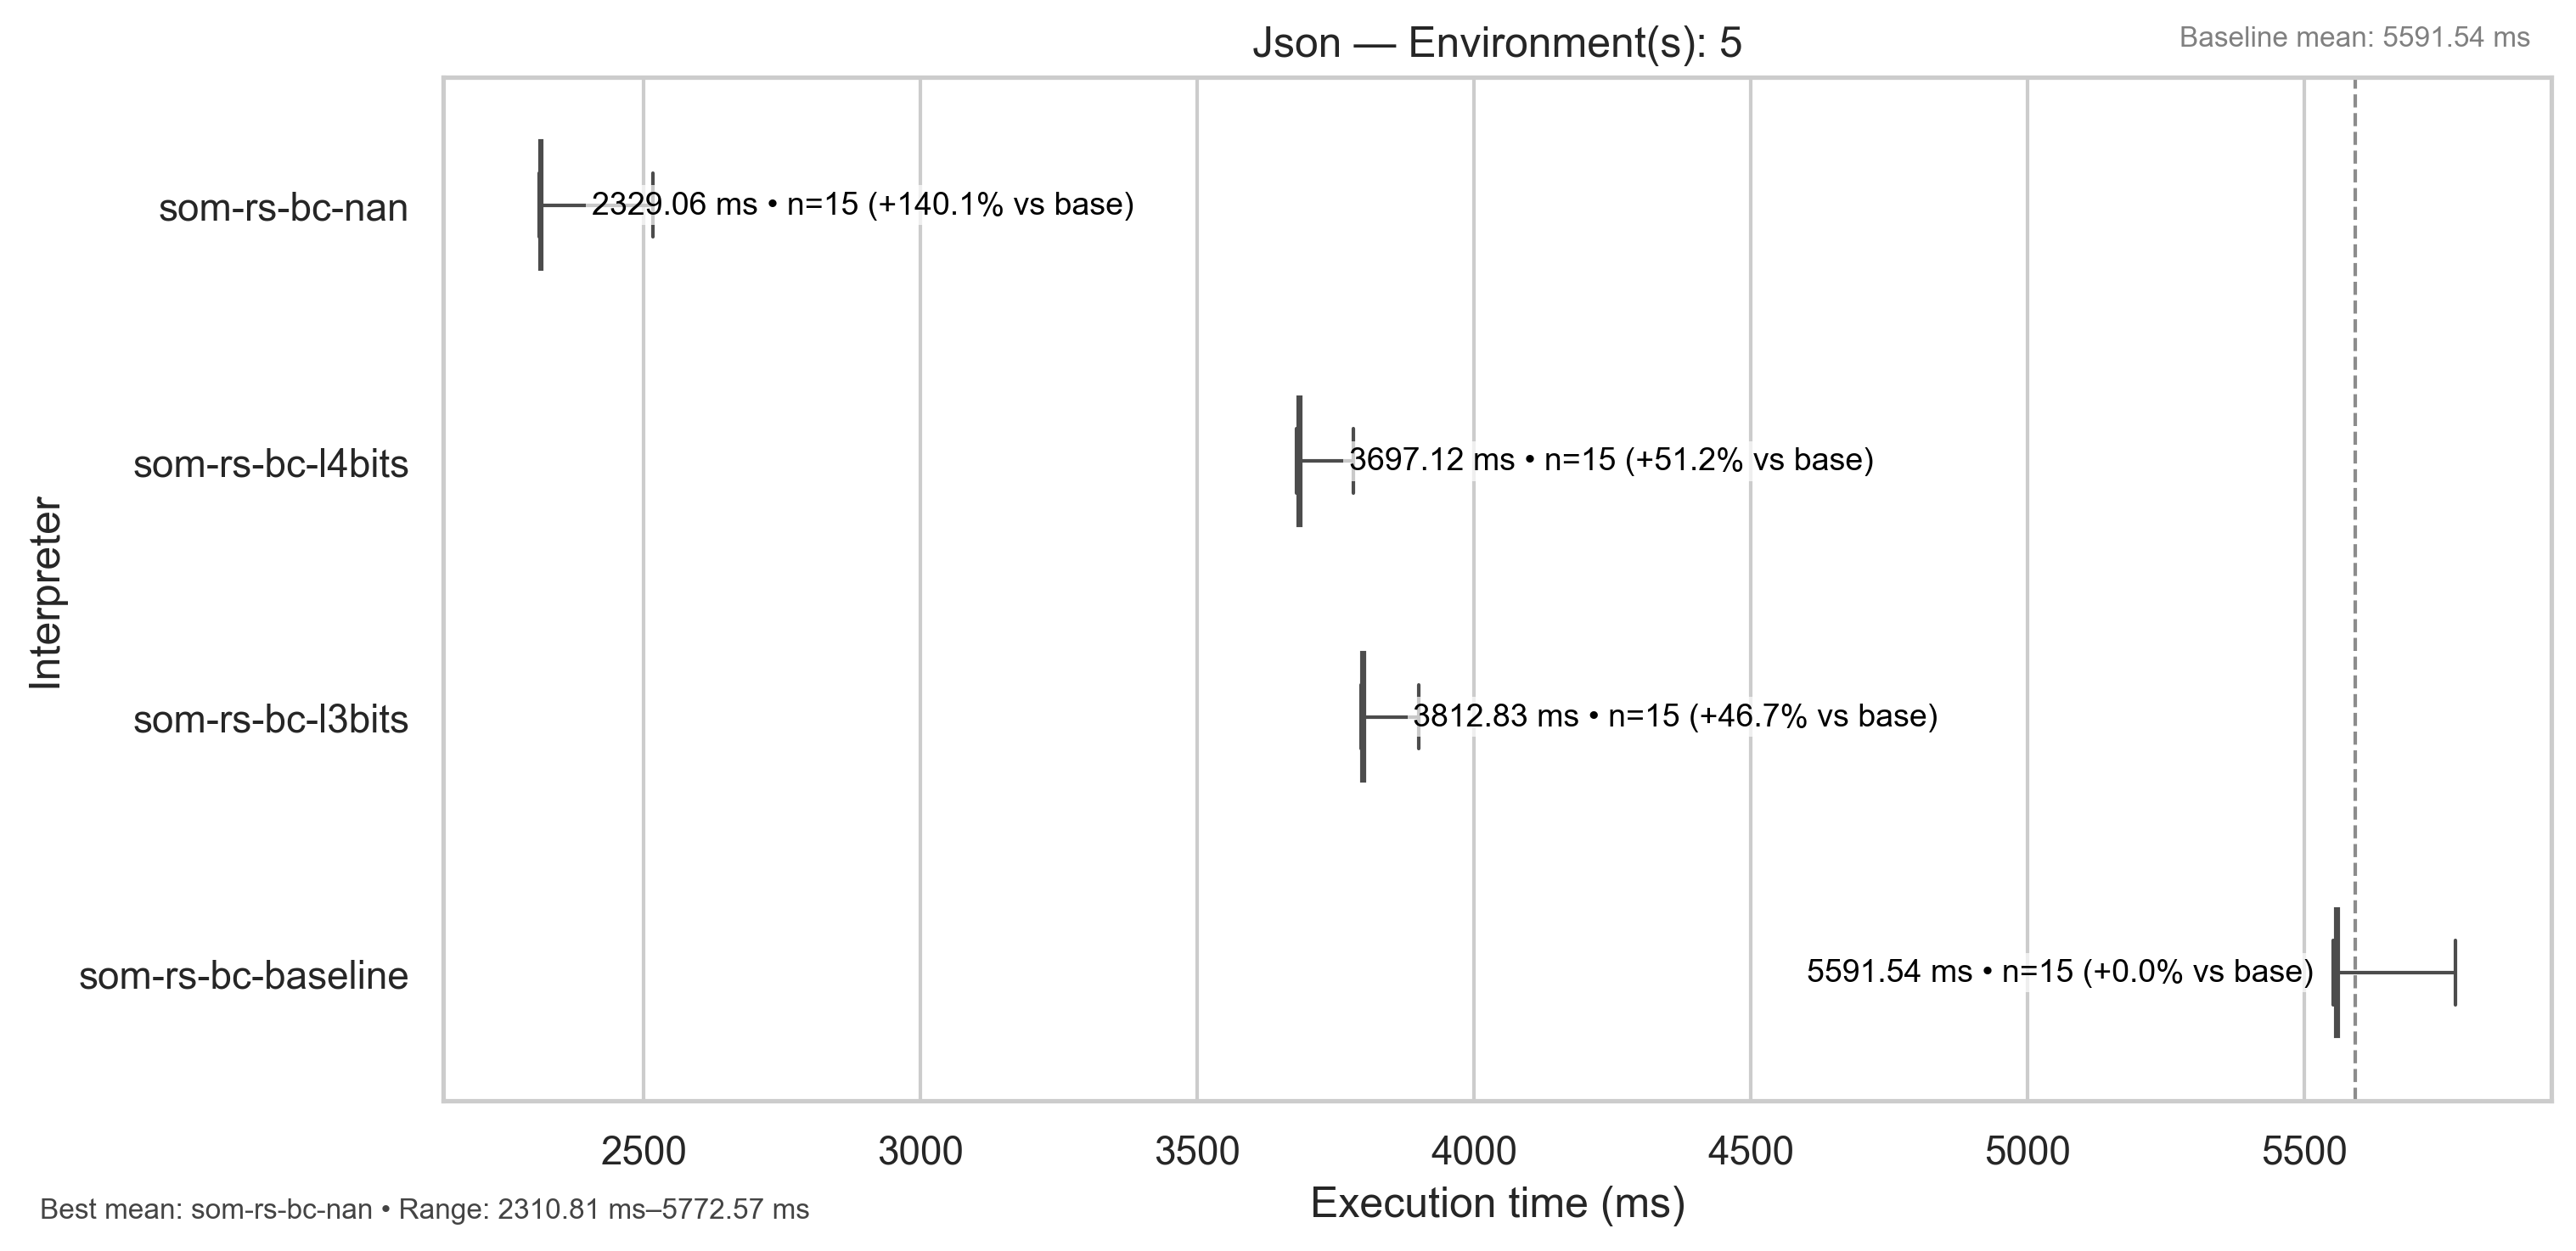 Json — Environment(s): 5
Baseline mean: 5591.54 ms
Interpreter
som-rs-bc-nan
2329.06 ms • n=15 (+140.1% vs base)
som-rs-bc-l4bits
3697.12 ms • n=15 (+51.2% vs base)
som-rs-bc-l3bits
3812.83 ms • n=15 (+46.7% vs base)
som-rs-bc-baseline
5591.54 ms • n=15 (+0.0% vs base)
2500 3000 3500 4000 4500 5000 5500
Execution time (ms)
Best mean: som-rs-bc-nan • Range: 2310.81 ms–5772.57 ms